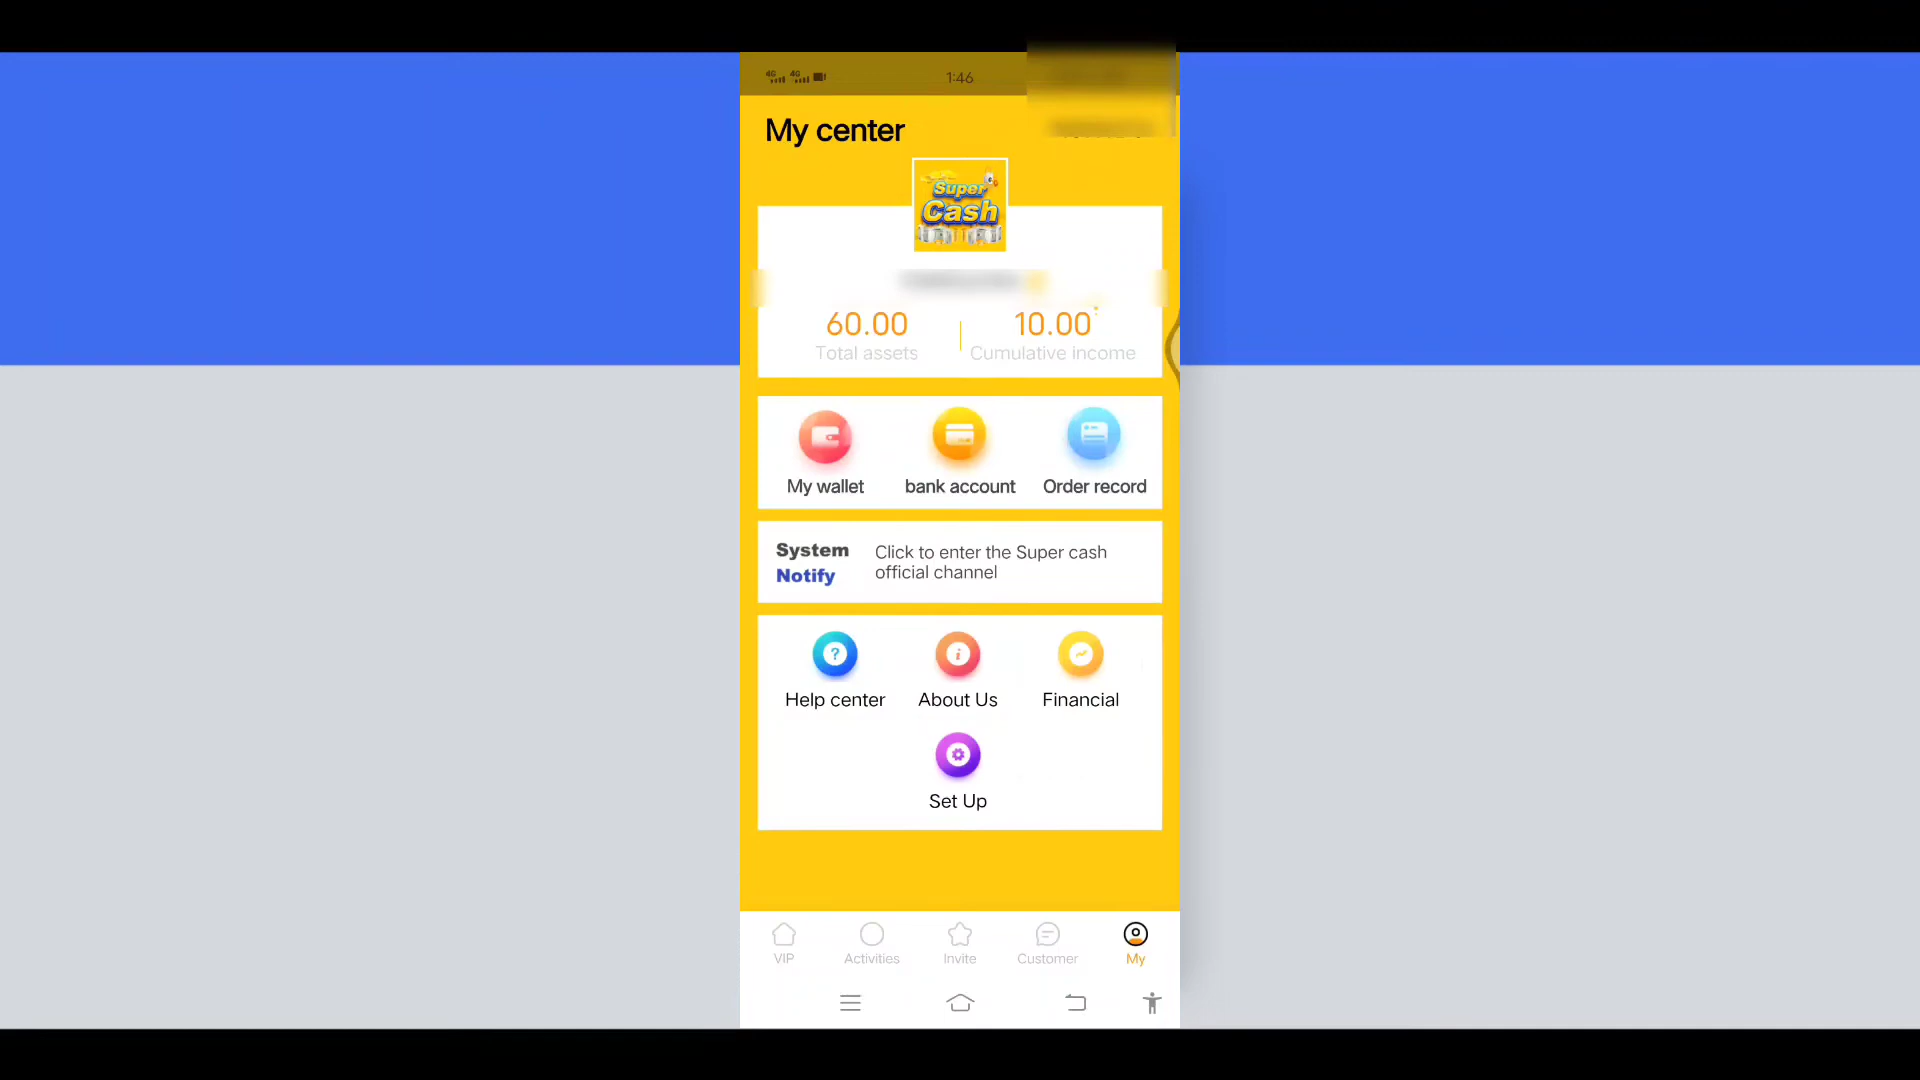 4G 4G 1:46
My center
Super
Cash
60.00 10.00
Total assets Cumulative income
My wallet bank account Order record
System Click to enter the Super cash
Notify official channel
Help center About Us Financial
Set Up
VIP Activities Invite Customer My